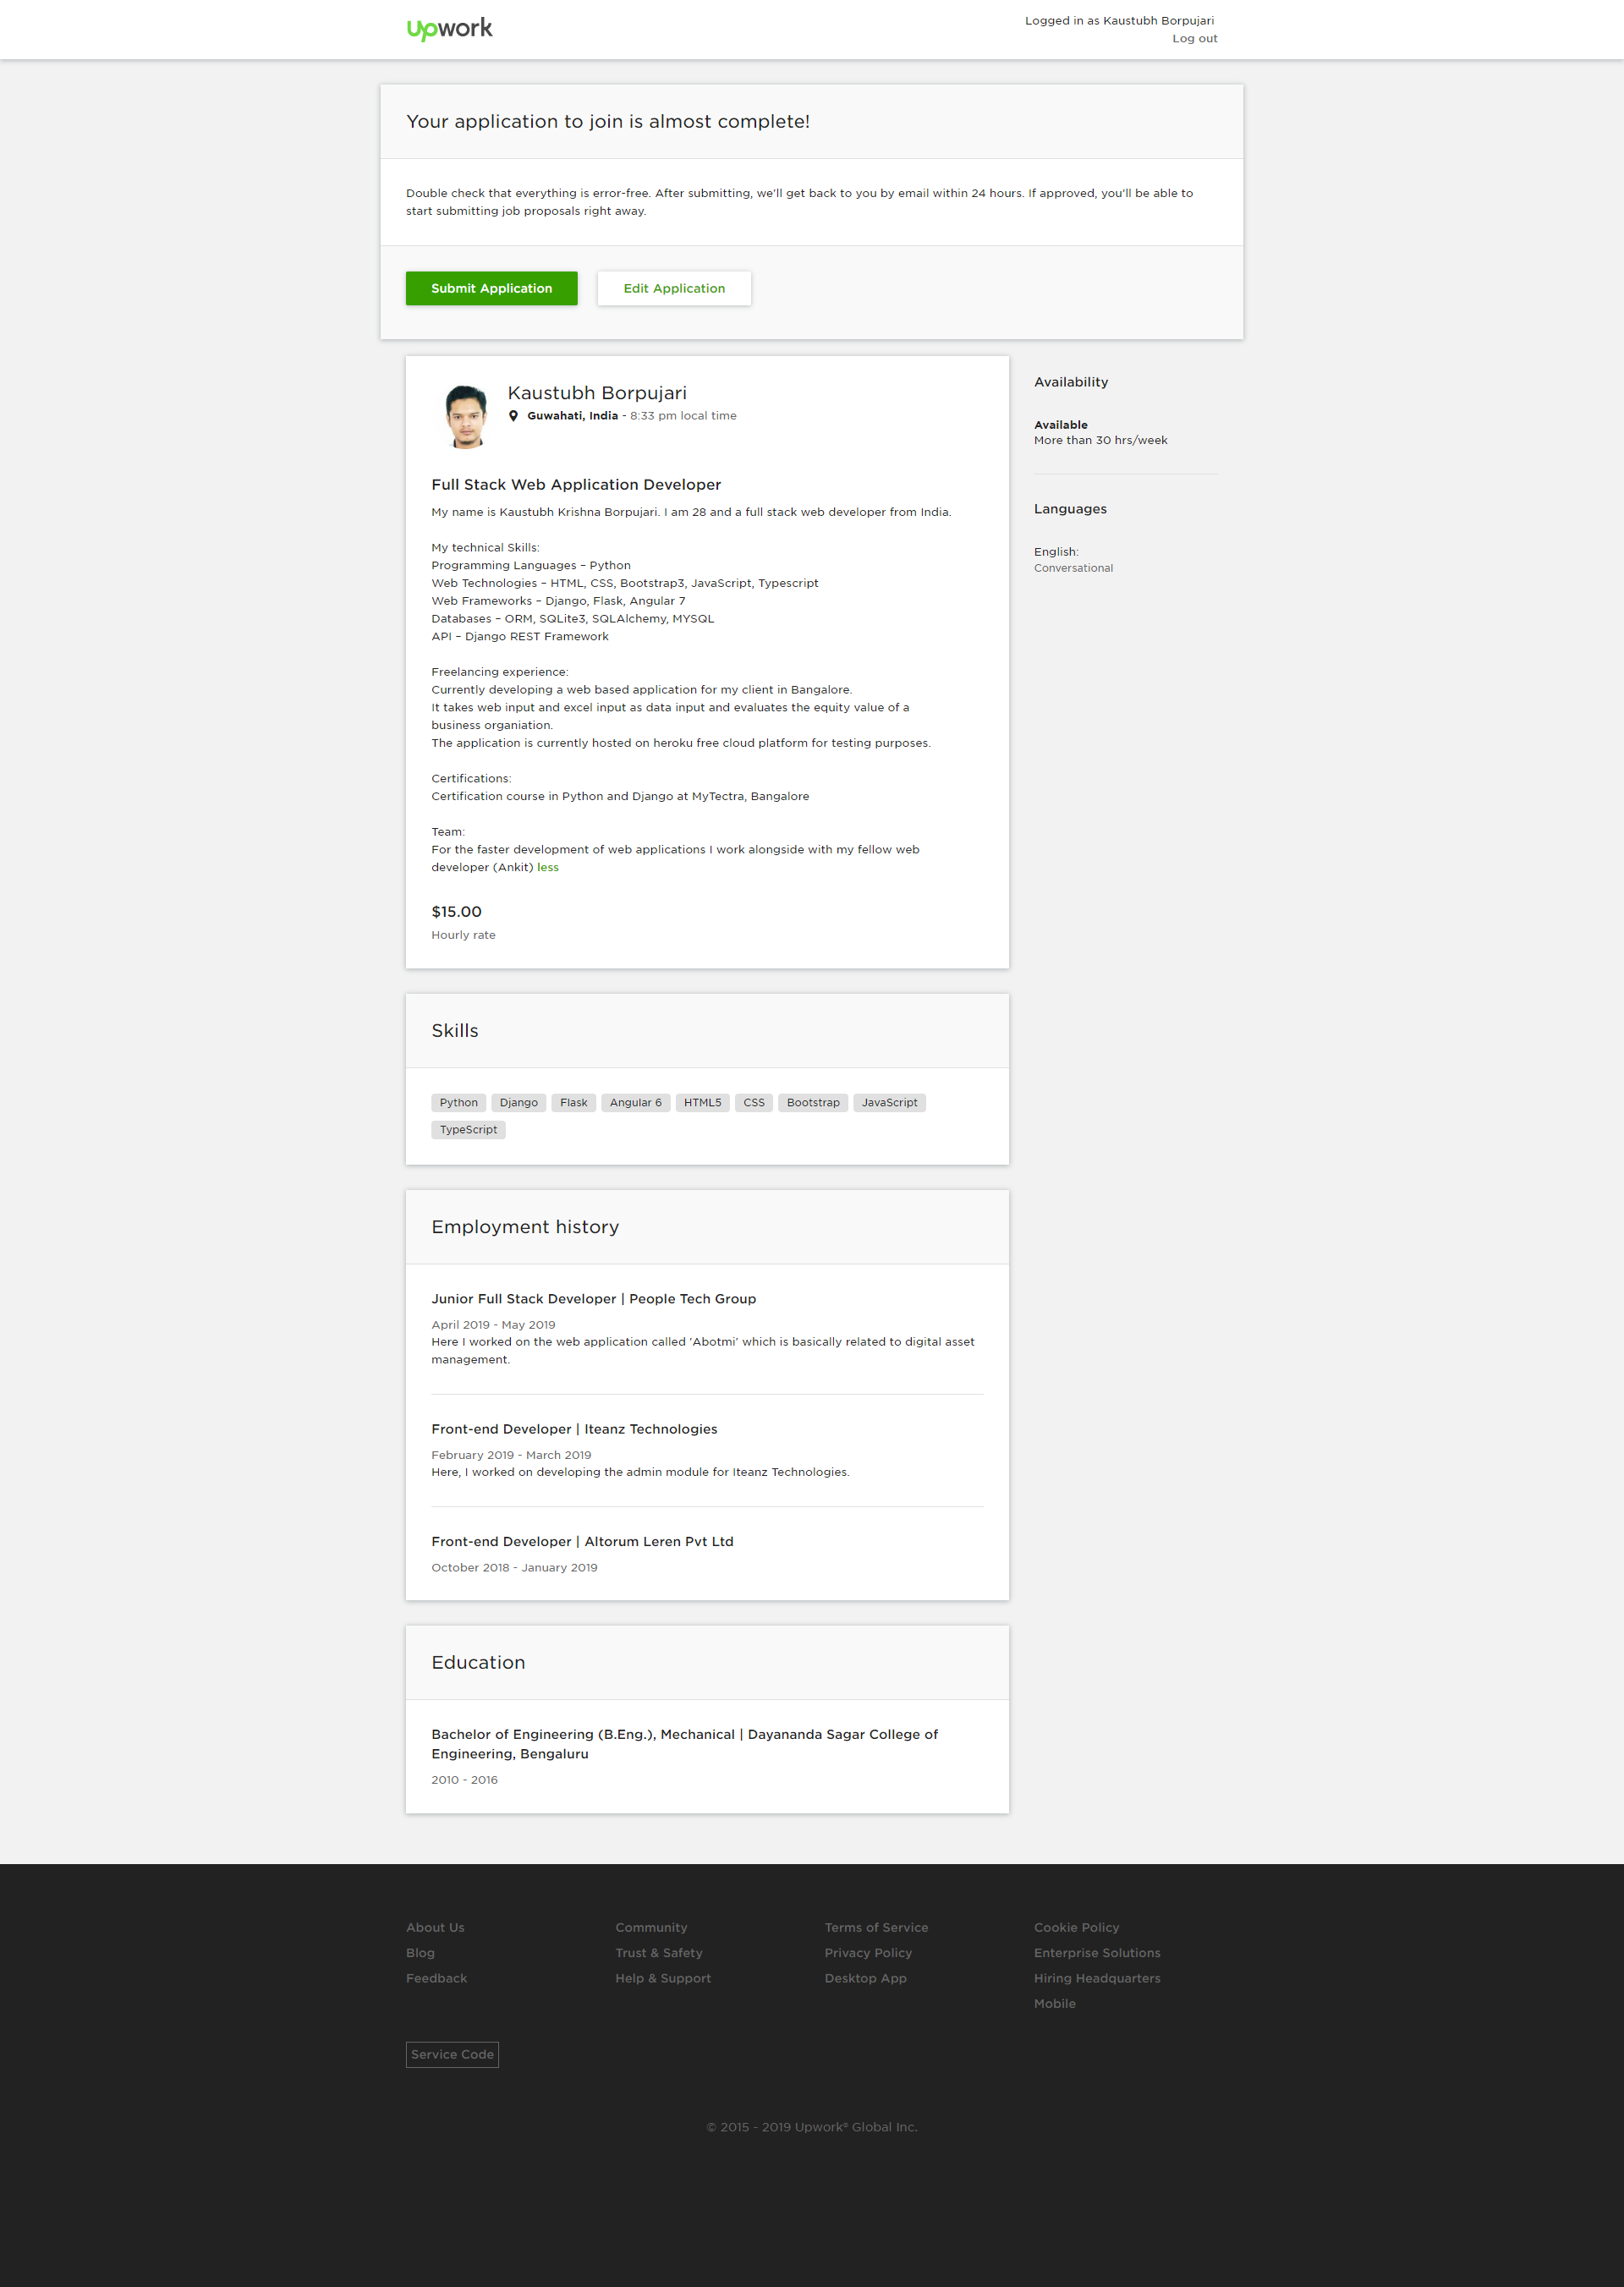 Upwork
Logged in as Kaustubh Borpujari
Log out
Your application to join is almost complete!
Double check that everything is error-free. After submitting, we'll get back to you by email within 24 hours. If approved, you'll be able to
start submitting job proposals right away.
Submit Application
Edit Application
Kaustubh Borpujari
Guwahati, India - 8:33 pm local time
Full Stack Web Application Developer
My name is Kaustubh Krishna Borpujari. I am 28 and a full stack web developer from India.
My technical Skills:
Programming Languages – Python
Web Technologies – HTML, CSS, Bootstrap3, JavaScript, Typescript
Web Frameworks – Django, Flask, Angular 7
Databases – ORM, SQLite3, SQLAlchemy, MYSQL
API – Django REST Framework
Freelancing experience:
Currently developing a web based application for my client in Bangalore.
It takes web input and excel input as data input and evaluates the equity value of a
business organiation.
The application is currently hosted on heroku free cloud platform for testing purposes.
Certifications:
Certification course in Python and Django at MyTectra, Bangalore
Team:
For the faster development of web applications I work alongside with my fellow web
developer (Ankit) less
$15.00
Hourly rate
Availability
Available
More than 30 hrs/week
Languages
English:
Conversational
Skills
Python Django Flask Angular 6 HTML5 CSS Bootstrap JavaScript
TypeScript
Employment history
Junior Full Stack Developer | People Tech Group
April 2019 - May 2019
Here I worked on the web application called 'Abotmi' which is basically related to digital asset
management.
Front-end Developer | Iteanz Technologies
February 2019 - March 2019
Here, I worked on developing the admin module for Iteanz Technologies.
Front-end Developer | Altorum Leren Pvt Ltd
October 2018 - January 2019
Education
Bachelor of Engineering (B.Eng.), Mechanical | Dayananda Sagar College of
Engineering, Bengaluru
2010 - 2016
About Us
Blog
Feedback
Community
Trust & Safety
Help & Support
Terms of Service
Privacy Policy
Desktop App
Cookie Policy
Enterprise Solutions
Hiring Headquarters
Mobile
Service Code
© 2015 - 2019 Upwork® Global Inc.